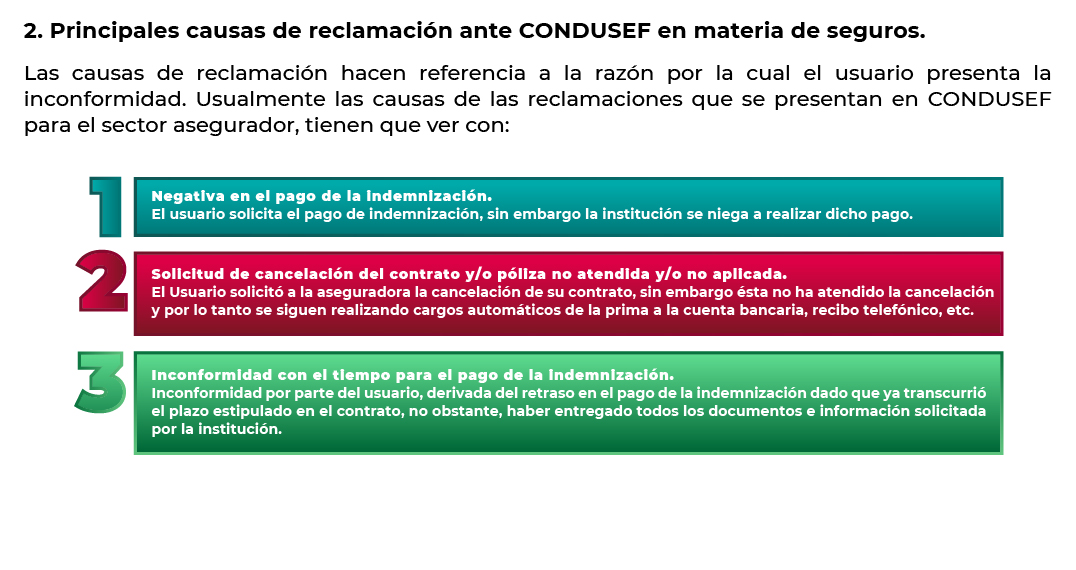 2. Principales causas de reclamación ante CONDUSEF en materia de seguros.
Las causas de reclamación hacen referencia a la razón por la cual el usuario presenta la
inconformidad. Usualmente las causas de las reclamaciones que se presentan en CONDUSEF
para el sector asegurador, tienen que ver con:
1
Negativa en el pago de la indemnización.
El usuario solicita el pago de indemnización, sin embargo la institución se niega a realizar dicho pago.
2
Solicitud de cancelación del contrato y/o póliza no atendida y/o no aplicada.
El Usuario solicitó a la aseguradora la cancelación de su contrato, sin embargo ésta no ha atendido la cancelación
y por lo tanto se siguen realizando cargos automáticos de la prima a la cuenta bancaria, recibo telefónico, etc.
3
Inconformidad con el tiempo para el pago de la indemnización.
Inconformidad por parte del usuario, derivada del retraso en el pago de la indemnización dado que ya transcurrió
el plazo estipulado en el contrato, no obstante, haber entregado todos los documentos e información solicitada
por la institución.